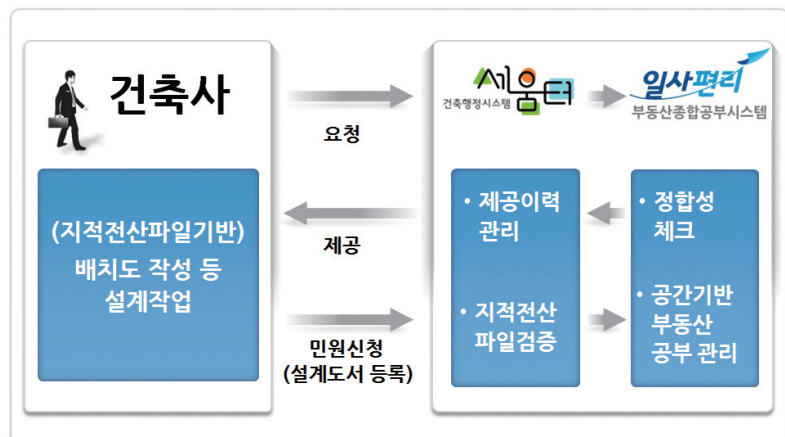 건축사
(지적전산파일기반)
배치도 작성 등
설계작업
요청
제공
민원신청
(설계도서 등록)
세움터
건축행정시스템
일사편리
부동산종합공부시스템
• 제공이력
관리
• 지적전산
파일검증
• 정합성
체크
• 공간기반
부동산
공부 관리